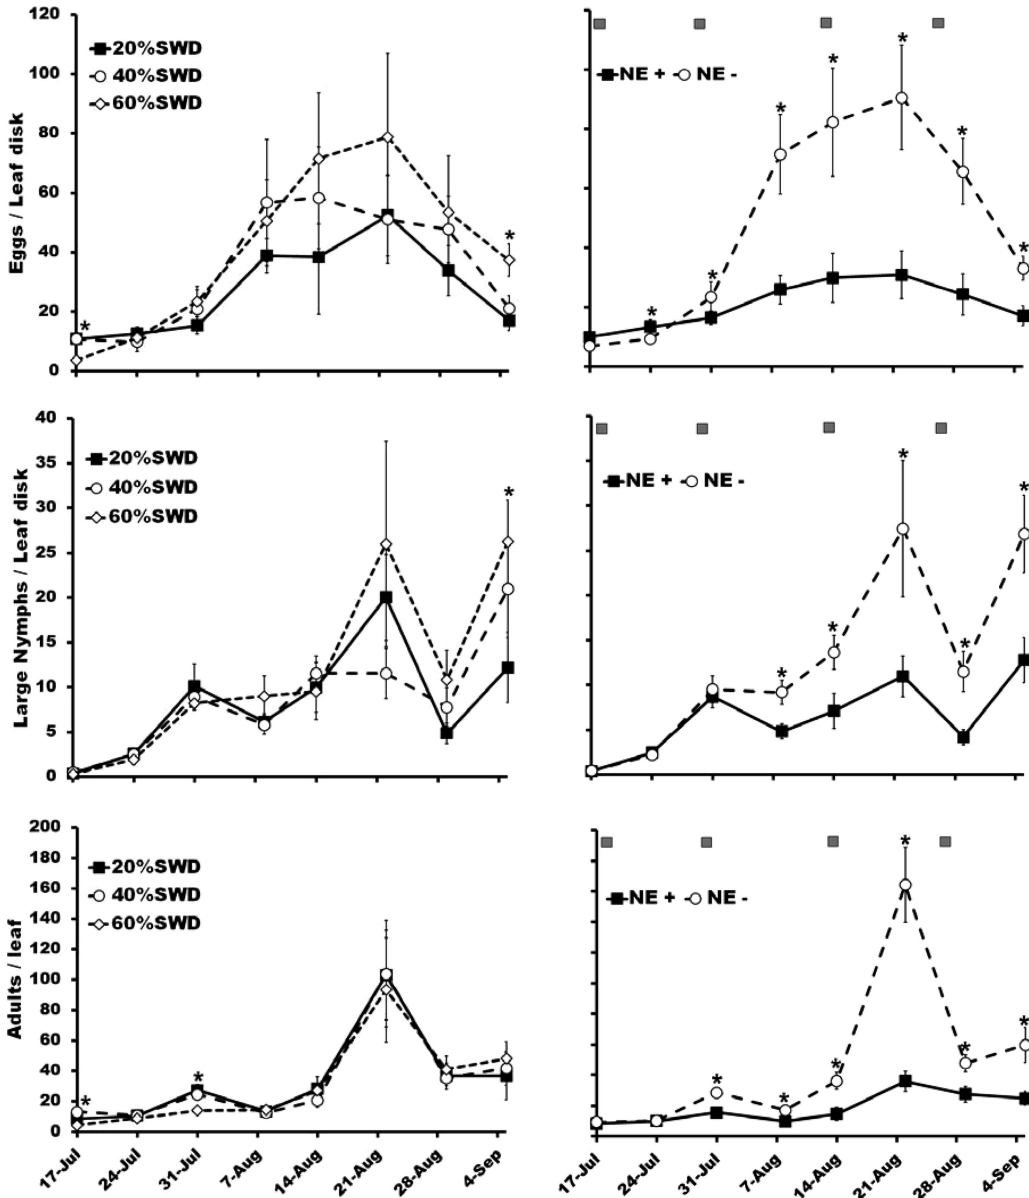 Eggs / Leaf disk
120
100
80
60
40
20
0
20%SWD
40%SWD
60%SWD
*
*
NE + NE -
*
*
*
*
*
*
*
Large Nymphs / Leaf disk
40
35
30
25
20
15
10
5
0
20%SWD
40%SWD
60%SWD
*
NE + NE -
*
*
*
*
*
Adults / leaf
200
180
160
140
120
100
80
60
40
20
0
20%SWD
40%SWD
60%SWD
*
*
NE + NE -
*
*
*
*
*
*
17-Jul
24-Jul
31-Jul
7-Aug
14-Aug
21-Aug
28-Aug
4-Sep
17-Jul
24-Jul
31-Jul
7-Aug
14-Aug
21-Aug
28-Aug
4-Sep